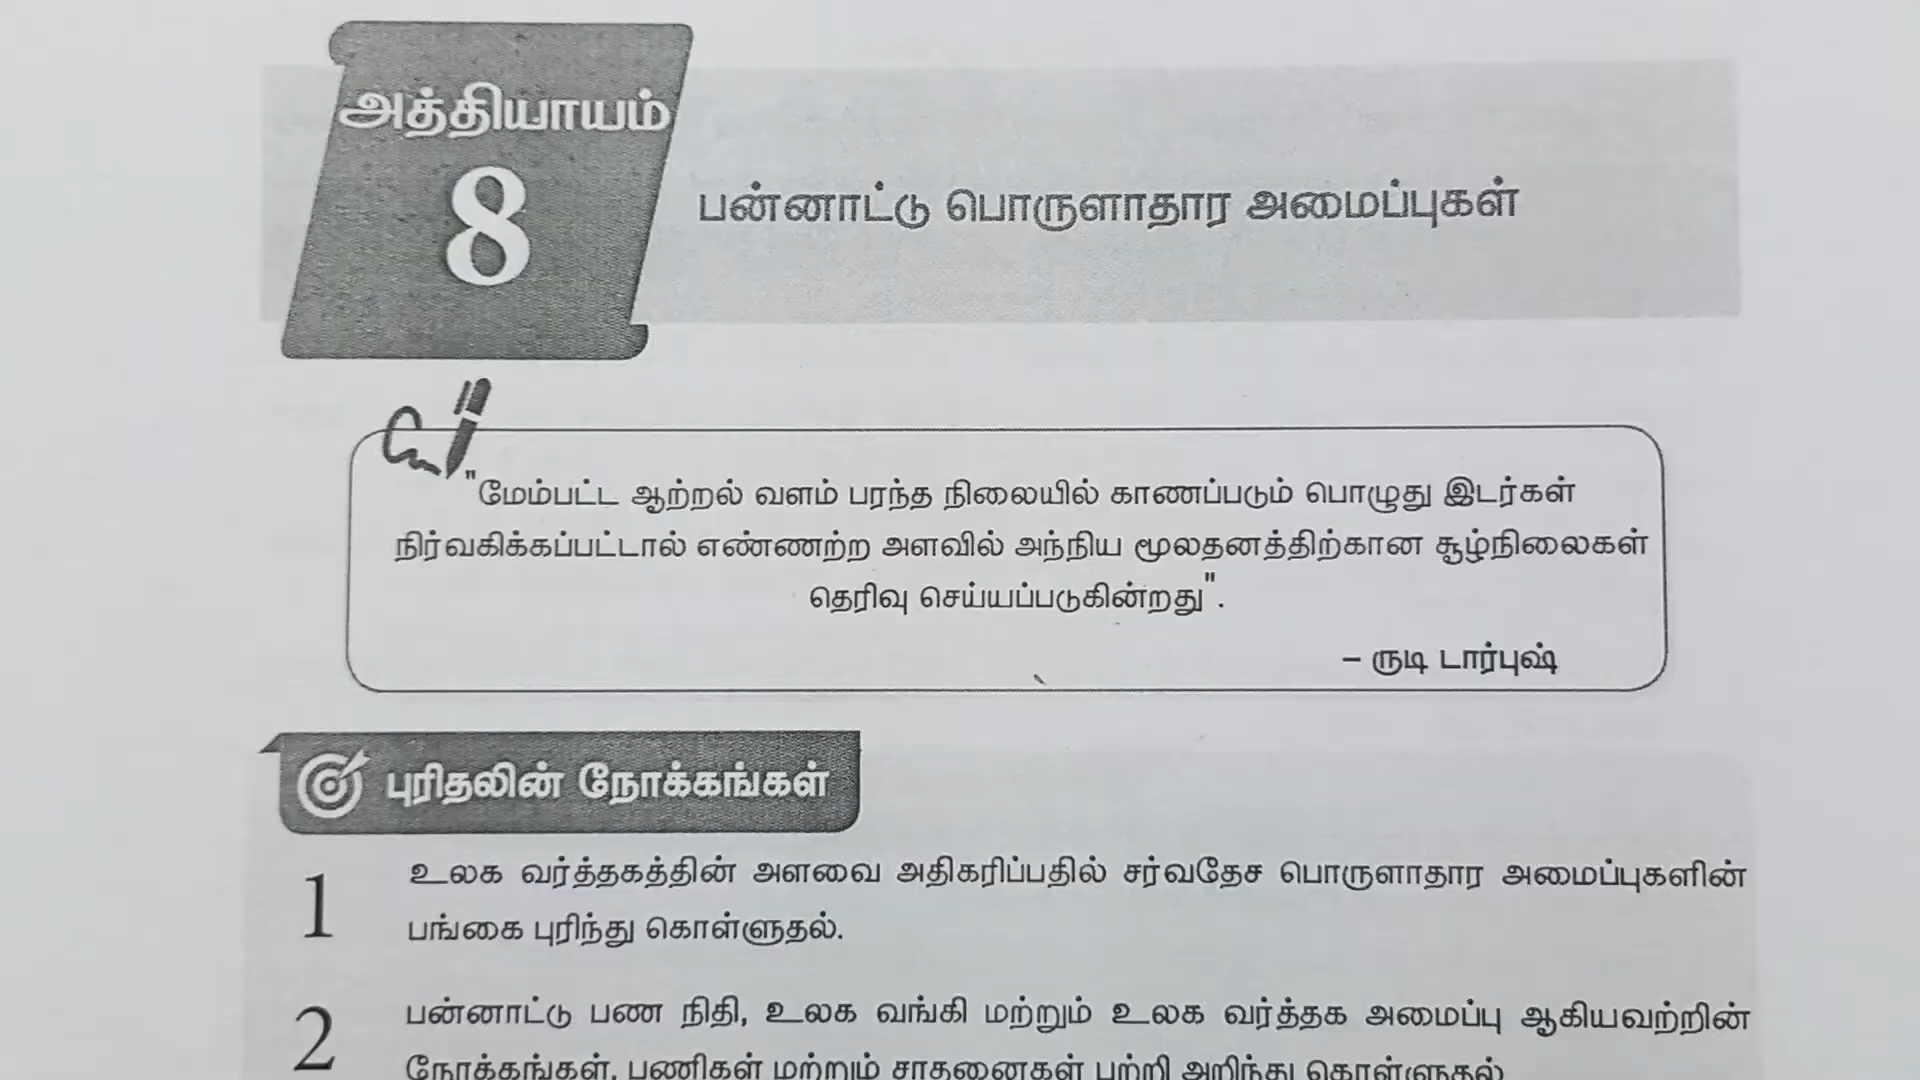 அத்தியாயம்
8
பன்னாட்டு பொருளாதார அமைப்புகள்
"மேம்பட்ட ஆற்றல் வளம் பரந்த நிலையில் காணப்படும் பொழுது இடர்கள்
நிர்வகிக்கப்பட்டால் எண்ணற்ற அளவில் அந்நிய மூலதனத்திற்கான சூழ்நிலைகள்
தெரிவு செய்யப்படுகின்றது".
– ருடி டார்புஷ்
புரிதலின் நோக்கங்கள்
1 உலக வர்த்தகத்தின் அளவை அதிகரிப்பதில் சர்வதேச பொருளாதார அமைப்புகளின்
பங்கை புரிந்து கொள்ளுதல்.
2 பன்னாட்டு பண நிதி, உலக வங்கி மற்றும் உலக வர்த்தக அமைப்பு ஆகியவற்றின்
நோக்கங்கள், பணிகள் மற்றும் சாதனைகள் பற்றி அறிந்து கொள்ளுதல்